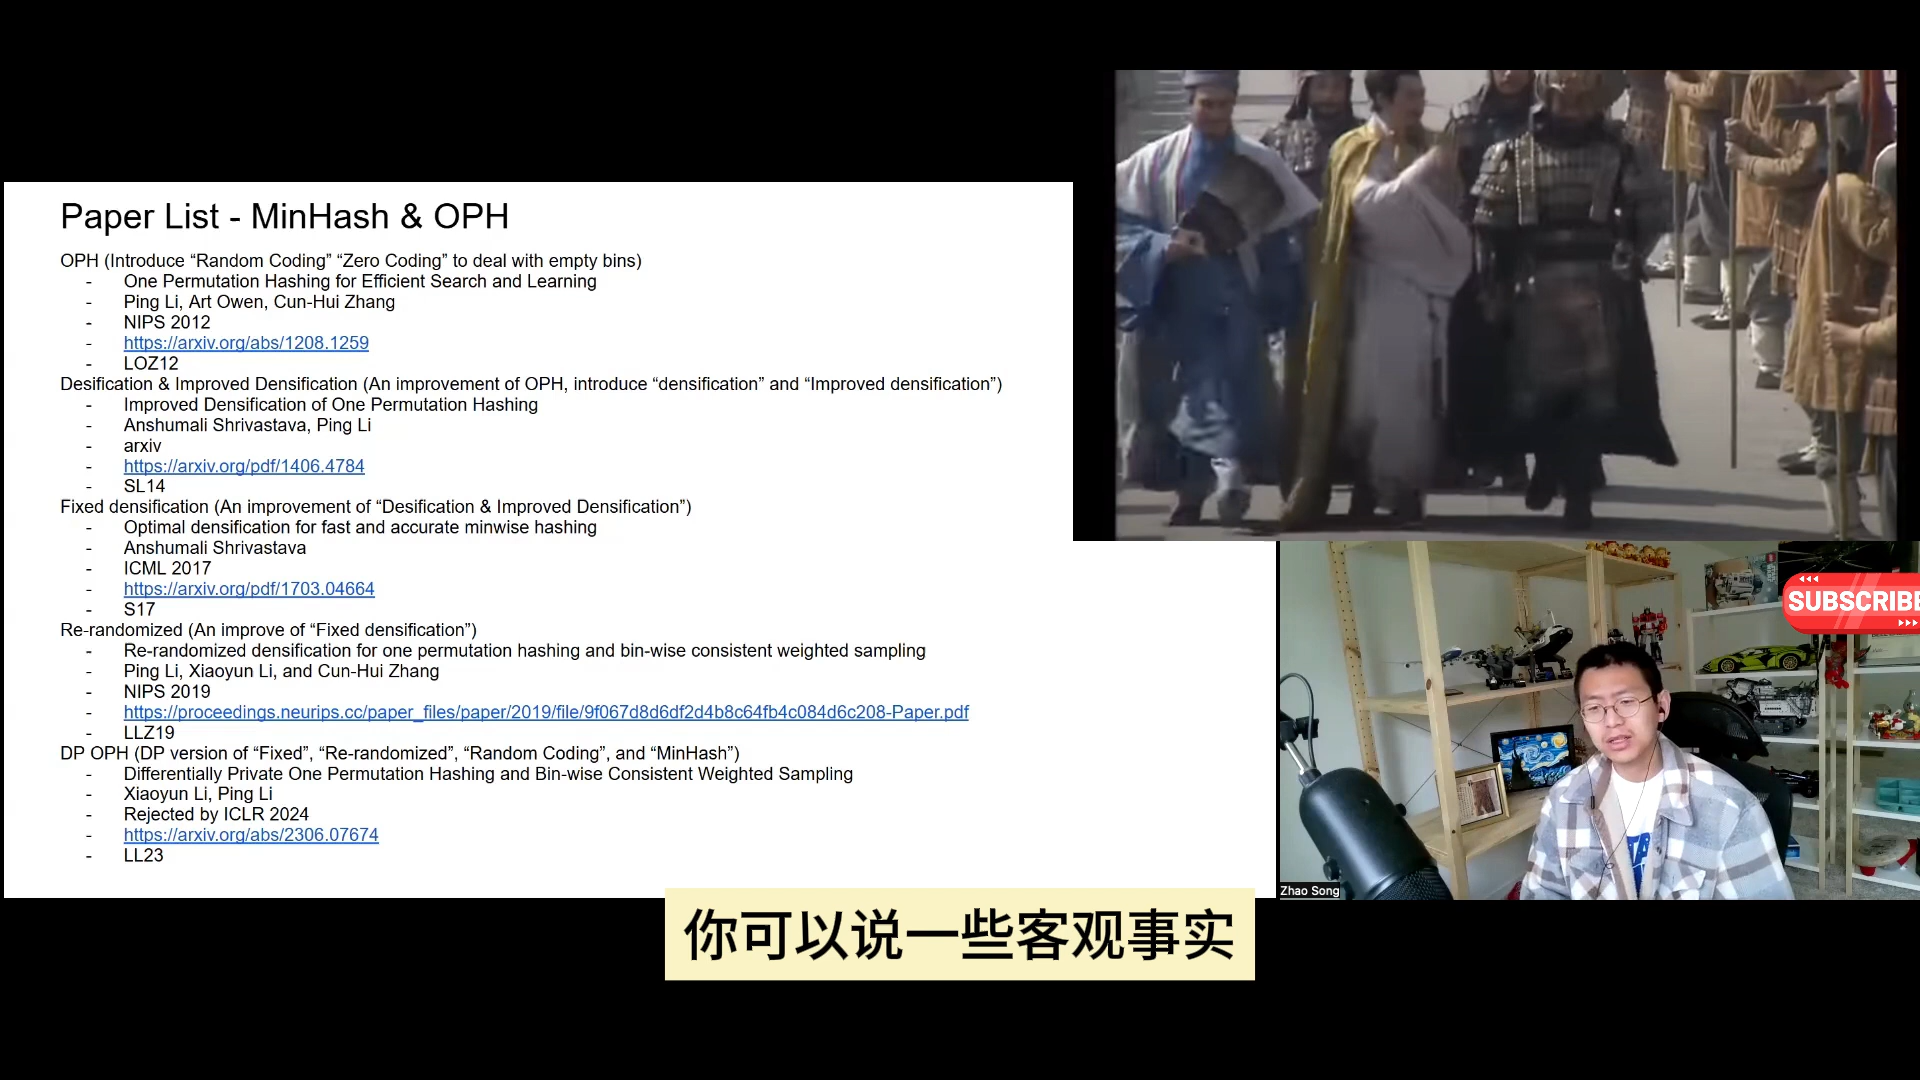 Paper List - MinHash & OPH
OPH (Introduce “Random Coding” “Zero Coding” to deal with empty bins)
- One Permutation Hashing for Efficient Search and Learning
- Ping Li, Art Owen, Cun-Hui Zhang
- NIPS 2012
- https://arxiv.org/abs/1208.1259
- LOZ12
Desification & Improved Densification (An improvement of OPH, introduce “densification” and “Improved densification”)
- Improved Densification of One Permutation Hashing
- Anshumali Shrivastava, Ping Li
- arxiv
- https://arxiv.org/pdf/1406.4784
- SL14
Fixed densification (An improvement of “Desification & Improved Densification”)
- Optimal densification for fast and accurate minwise hashing
- Anshumali Shrivastava
- ICML 2017
- https://arxiv.org/pdf/1703.04664
- S17
Re-randomized (An improve of “Fixed densification”)
- Re-randomized densification for one permutation hashing and bin-wise consistent weighted sampling
- Ping Li, Xiaoyun Li, and Cun-Hui Zhang
- NIPS 2019
- https://proceedings.neurips.cc/paper_files/paper/2019/file/9f067d8d6df2d4b8c64fb4c084d6c208-Paper.pdf
- LLZ19
DP OPH (DP version of “Fixed”, “Re-randomized”, “Random Coding”, and “MinHash”)
- Differentially Private One Permutation Hashing and Bin-wise Consistent Weighted Sampling
- Xiaoyun Li, Ping Li
- Rejected by ICLR 2024
- https://arxiv.org/abs/2306.07674
- LL23
SUBSCRIBE
Zhao Song
你可以说一些客观事实